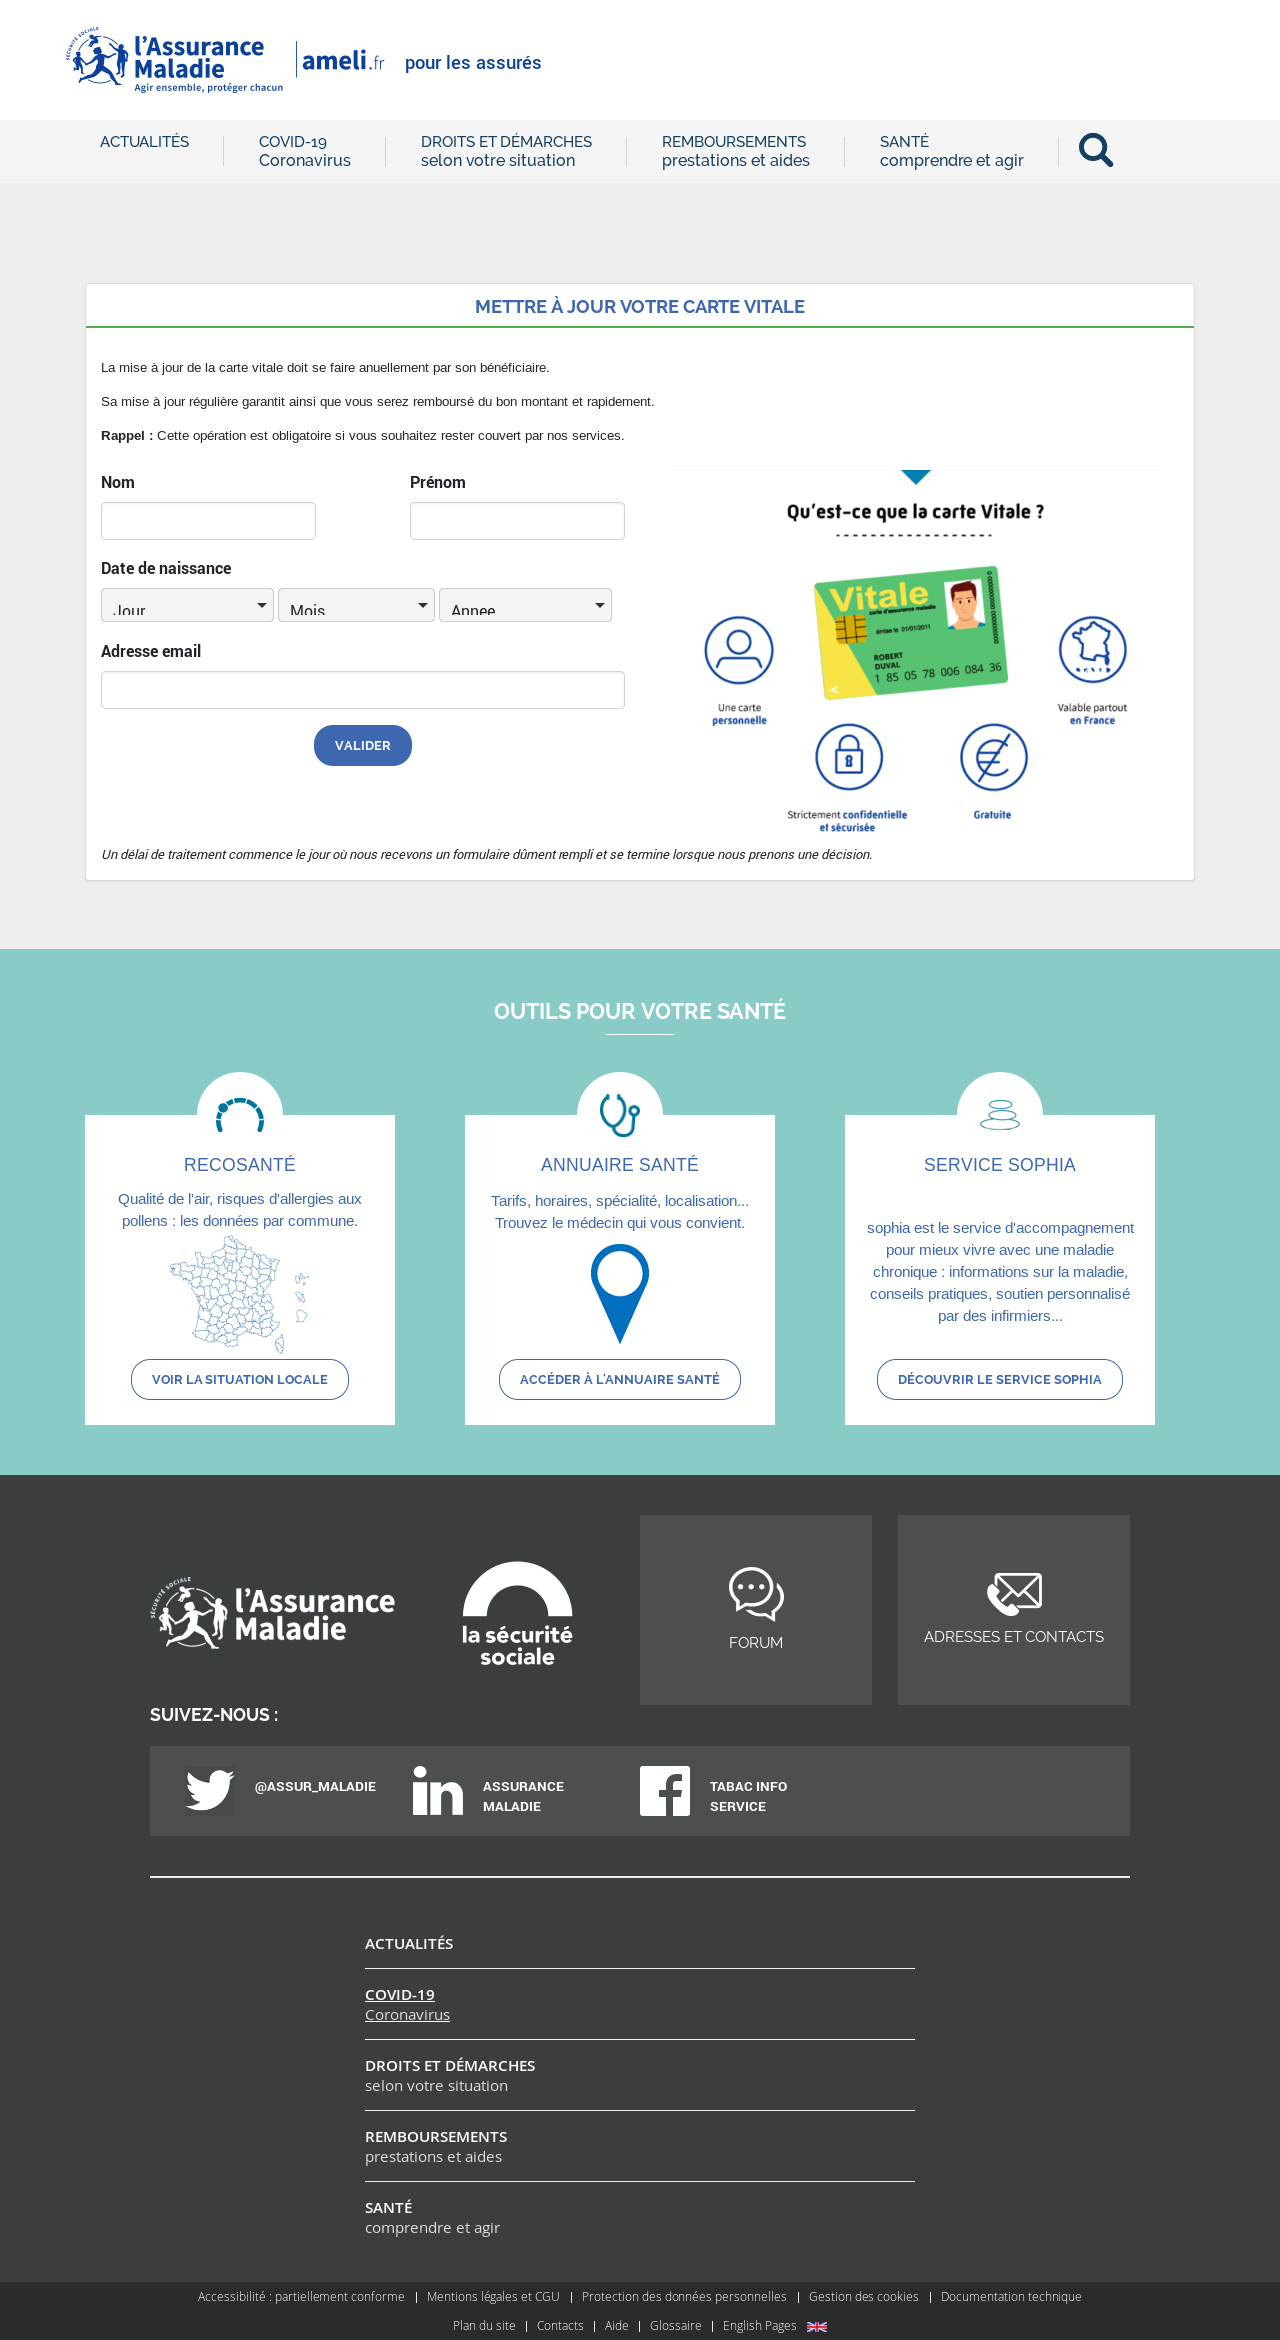 SÉCURITÉ SOCIALE
l'Assurance
Maladie
Agir ensemble, protéger chacun
ameli.fr
pour les assurés
ACTUALITÉS
COVID-19
Coronavirus
DROITS ET DÉMARCHES
selon votre situation
REMBOURSEMENTS
prestations et aides
SANTÉ
comprendre et agir
METTRE À JOUR VOTRE CARTE VITALE
La mise à jour de la carte vitale doit se faire anuellement par son bénéficiaire.
Sa mise à jour régulière garantit ainsi que vous serez remboursé du bon montant et rapidement.
Rappel : Cette opération est obligatoire si vous souhaitez rester couvert par nos services.
Nom
Prénom
Date de naissance
Jour
Mois
Annee
Adresse email
VALIDER
Qu'est-ce que la carte Vitale ?
Vitale
carte d'assurance maladie
émise le 01/01/2011
ROBERT
DUVAL
1 85 05 78 006 084 36
Une carte
personnelle
Valable partout
en France
Strictement confidentielle
et sécurisée
Gratuite
Un délai de traitement commence le jour où nous recevons un formulaire dûment rempli et se termine lorsque nous prenons une décision.
OUTILS POUR VOTRE SANTÉ
RECOSANTÉ
Qualité de l'air, risques d'allergies aux
pollens : les données par commune.
VOIR LA SITUATION LOCALE
ANNUAIRE SANTÉ
Tarifs, horaires, spécialité, localisation...
Trouvez le médecin qui vous convient.
ACCÉDER À L'ANNUAIRE SANTÉ
SERVICE SOPHIA
sophia est le service d'accompagnement
pour mieux vivre avec une maladie
chronique : informations sur la maladie,
conseils pratiques, soutien personnalisé
par des infirmiers...
DÉCOUVRIR LE SERVICE SOPHIA
SÉCURITÉ SOCIALE
l'Assurance
Maladie
la sécurité
sociale
FORUM
ADRESSES ET CONTACTS
SUIVEZ-NOUS :
@ASSUR_MALADIE
ASSURANCE
MALADIE
TABAC INFO
SERVICE
ACTUALITÉS
COVID-19
Coronavirus
DROITS ET DÉMARCHES
selon votre situation
REMBOURSEMENTS
prestations et aides
SANTÉ
comprendre et agir
Accessibilité : partiellement conforme | Mentions légales et CGU | Protection des données personnelles | Gestion des cookies | Documentation technique
Plan du site | Contacts | Aide | Glossaire | English Pages